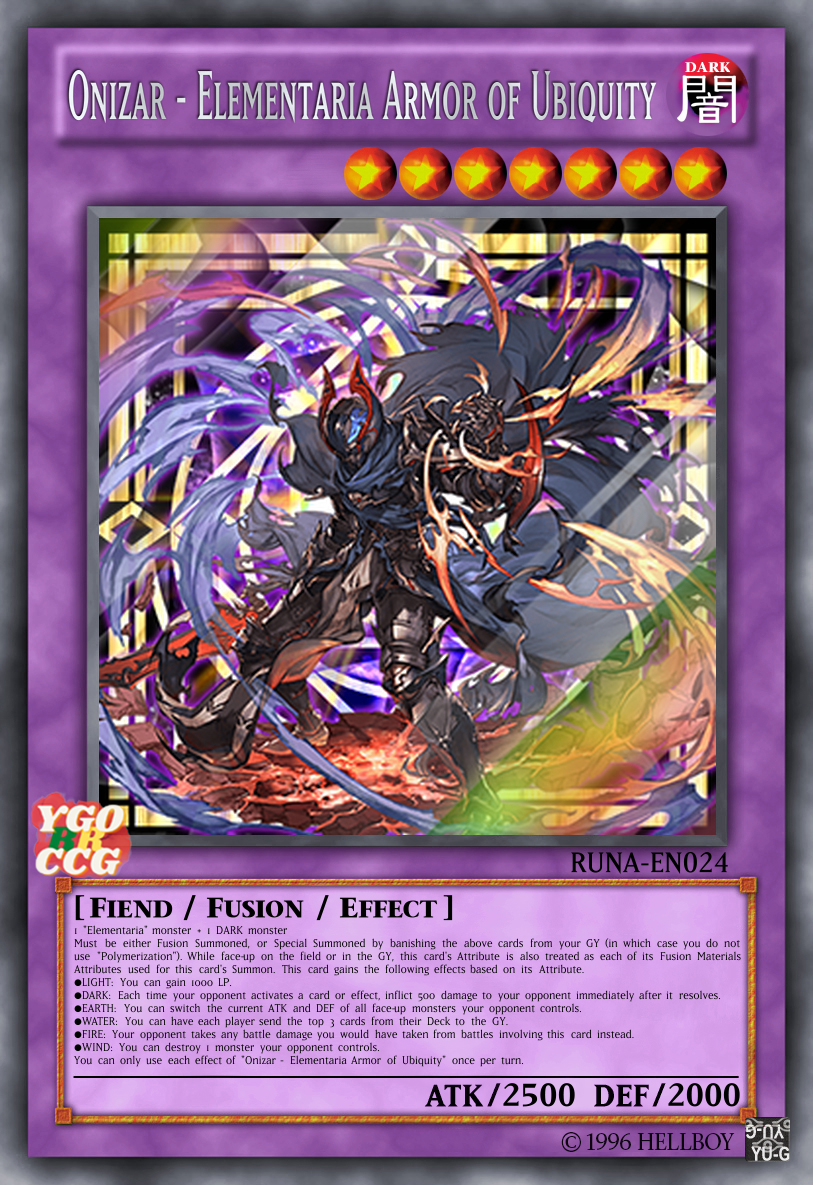 Onizar - Elementaria Armor of Ubiquity
DARK
闇
YGO
RR
CCG
RUNA-EN024
[ Fiend / Fusion / Effect ]
1 "Elementaria" monster + 1 DARK monster
Must be either Fusion Summoned, or Special Summoned by banishing the above cards from your GY (in which case you do not
use "Polymerization"). While face-up on the field or in the GY, this card's Attribute is also treated as each of its Fusion Materials
Attributes used for this card's Summon. This card gains the following effects based on its Attribute.
●LIGHT: You can gain 1000 LP.
●DARK: Each time your opponent activates a card or effect, inflict 500 damage to your opponent immediately after it resolves.
●EARTH: You can switch the current ATK and DEF of all face-up monsters your opponent controls.
●WATER: You can have each player send the top 3 cards from their Deck to the GY.
●FIRE: Your opponent takes any battle damage you would have taken from battles involving this card instead.
●WIND: You can destroy 1 monster your opponent controls.
You can only use each effect of "Onizar - Elementaria Armor of Ubiquity" once per turn.
ATK/2500 DEF/2000
© 1996 HELLBOY
YU-G
YU-G